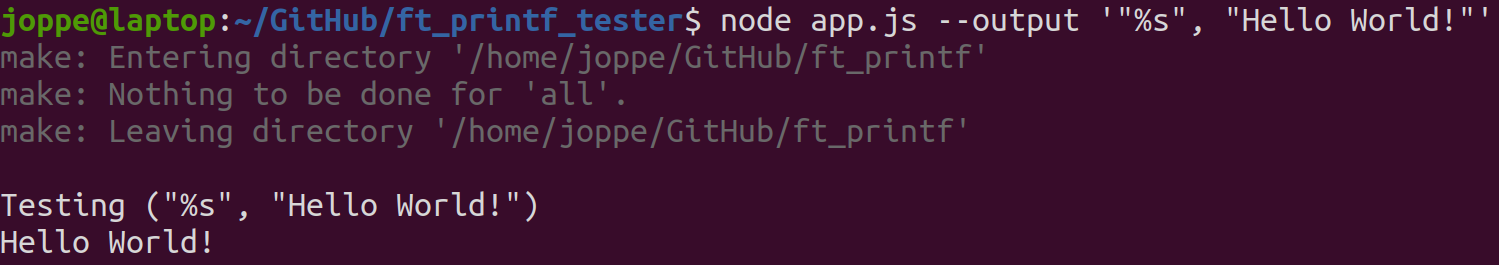 joppe@laptop:~/GitHub/ft_printf_tester$ node app.js --output '"%s", "Hello World!"'
make: Entering directory '/home/joppe/GitHub/ft_printf'
make: Nothing to be done for 'all'.
make: Leaving directory '/home/joppe/GitHub/ft_printf'
Testing ("%s", "Hello World!")
Hello World!